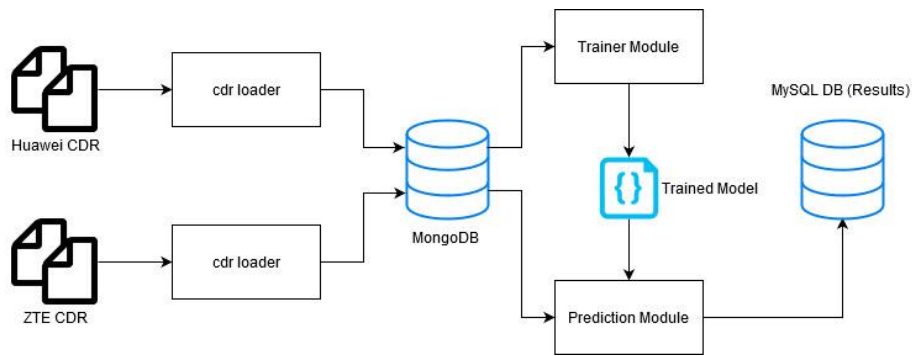 Huawei CDR
cdr loader
ZTE CDR
cdr loader
MongoDB
Trainer Module
{}
Trained Model
Prediction Module
MySQL DB (Results)